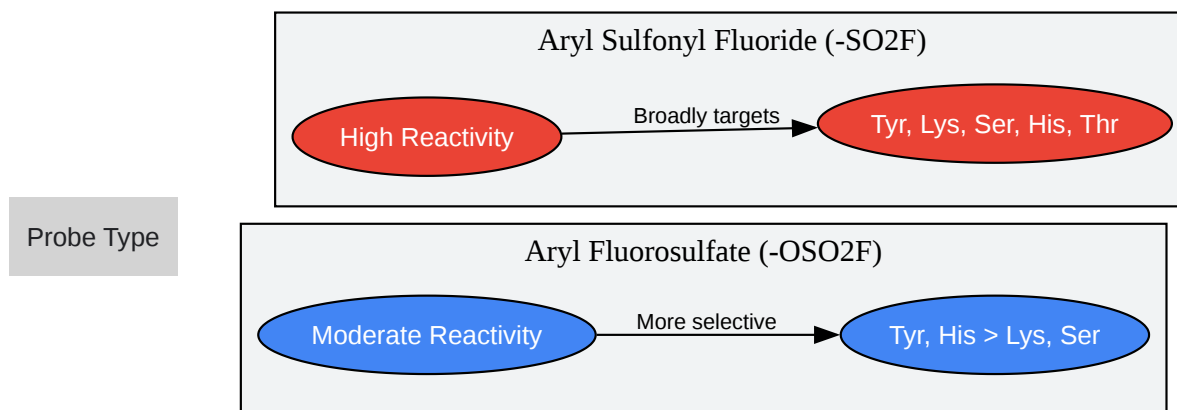 Aryl Sulfonyl Fluoride (-SO2F)
High Reactivity
Broadly targets
Tyr, Lys, Ser, His, Thr
Probe Type
Aryl Fluorosulfate (-OSO2F)
Moderate Reactivity
More selective
Tyr, His > Lys, Ser